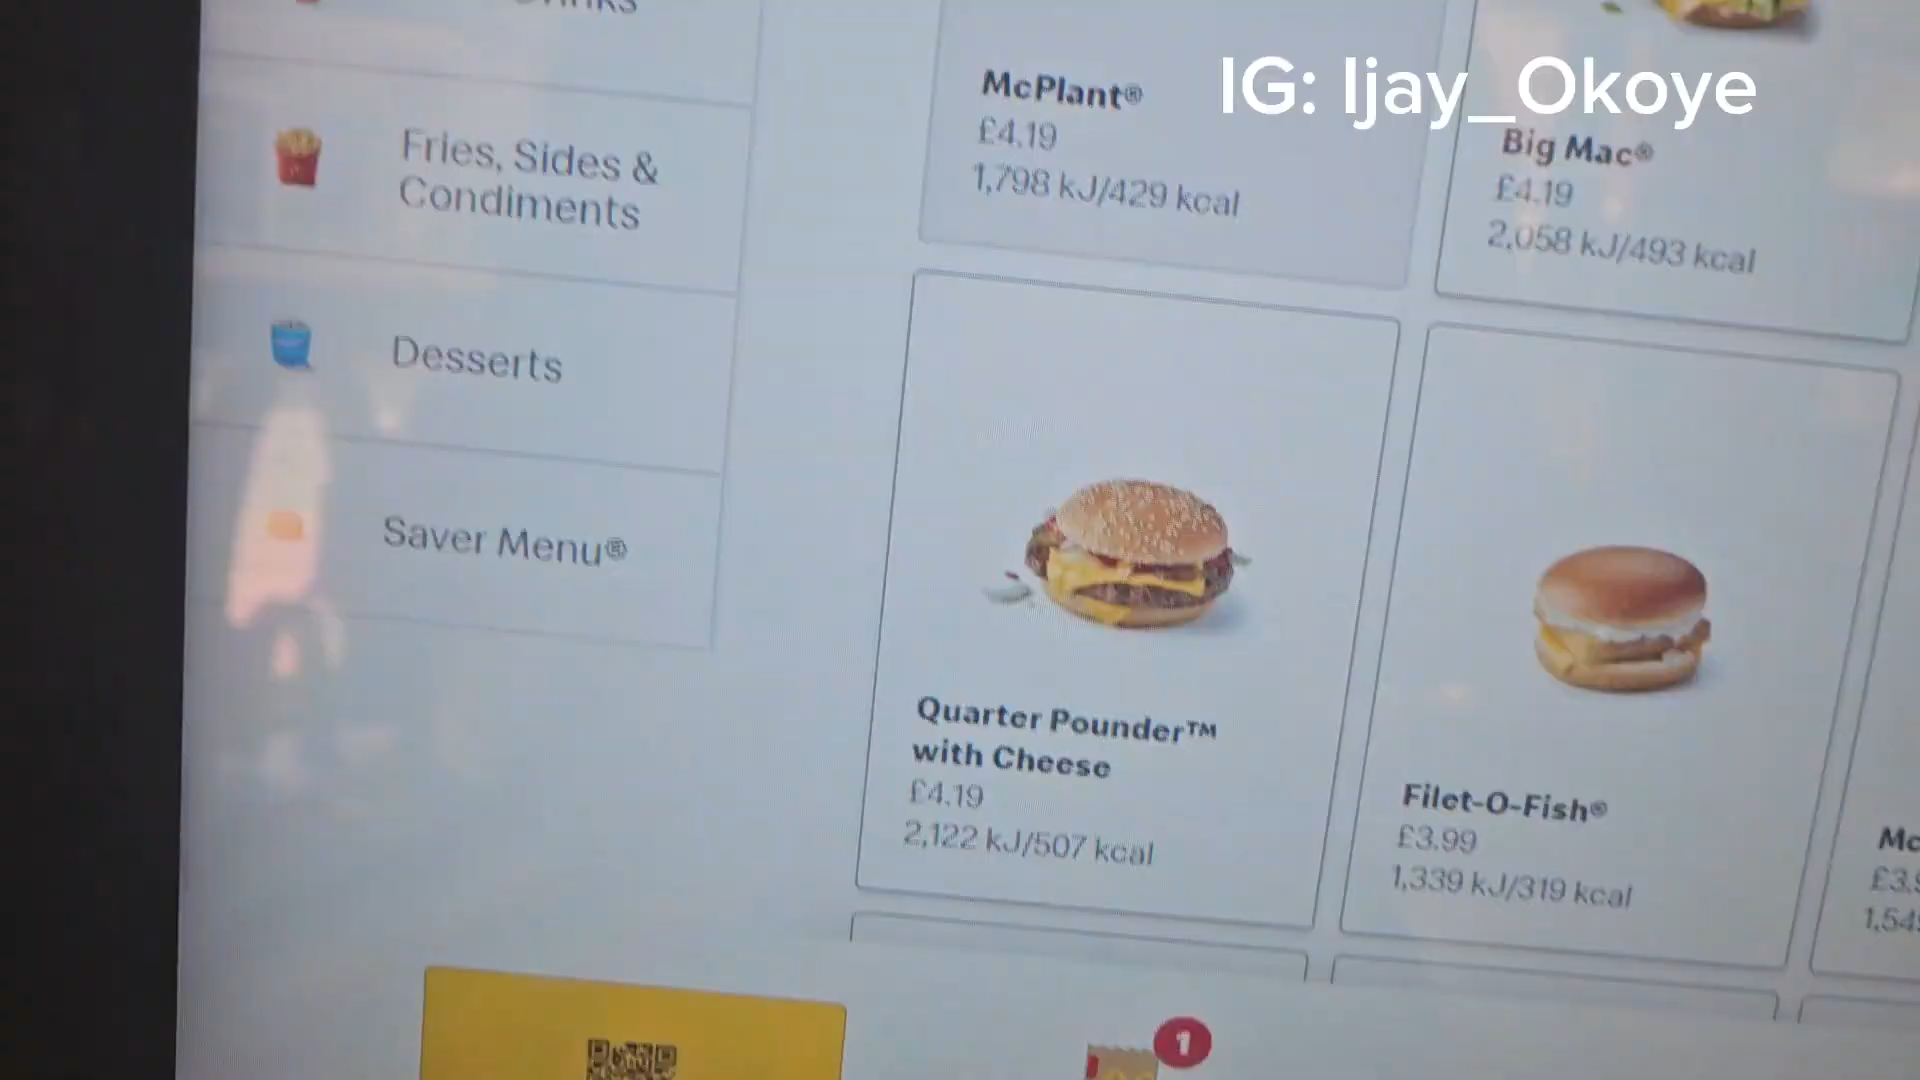 IG: Ijay_Okoye
Fries, Sides &
Condiments
Desserts
Saver Menu®
McPlant®
£4.19
1,798 kJ/429 kcal
Big Mac®
£4.19
2,058 kJ/493 kcal
Quarter Pounder™
with Cheese
£4.19
2,122 kJ/507 kcal
Filet-O-Fish®
£3.99
1,339 kJ/319 kcal
1